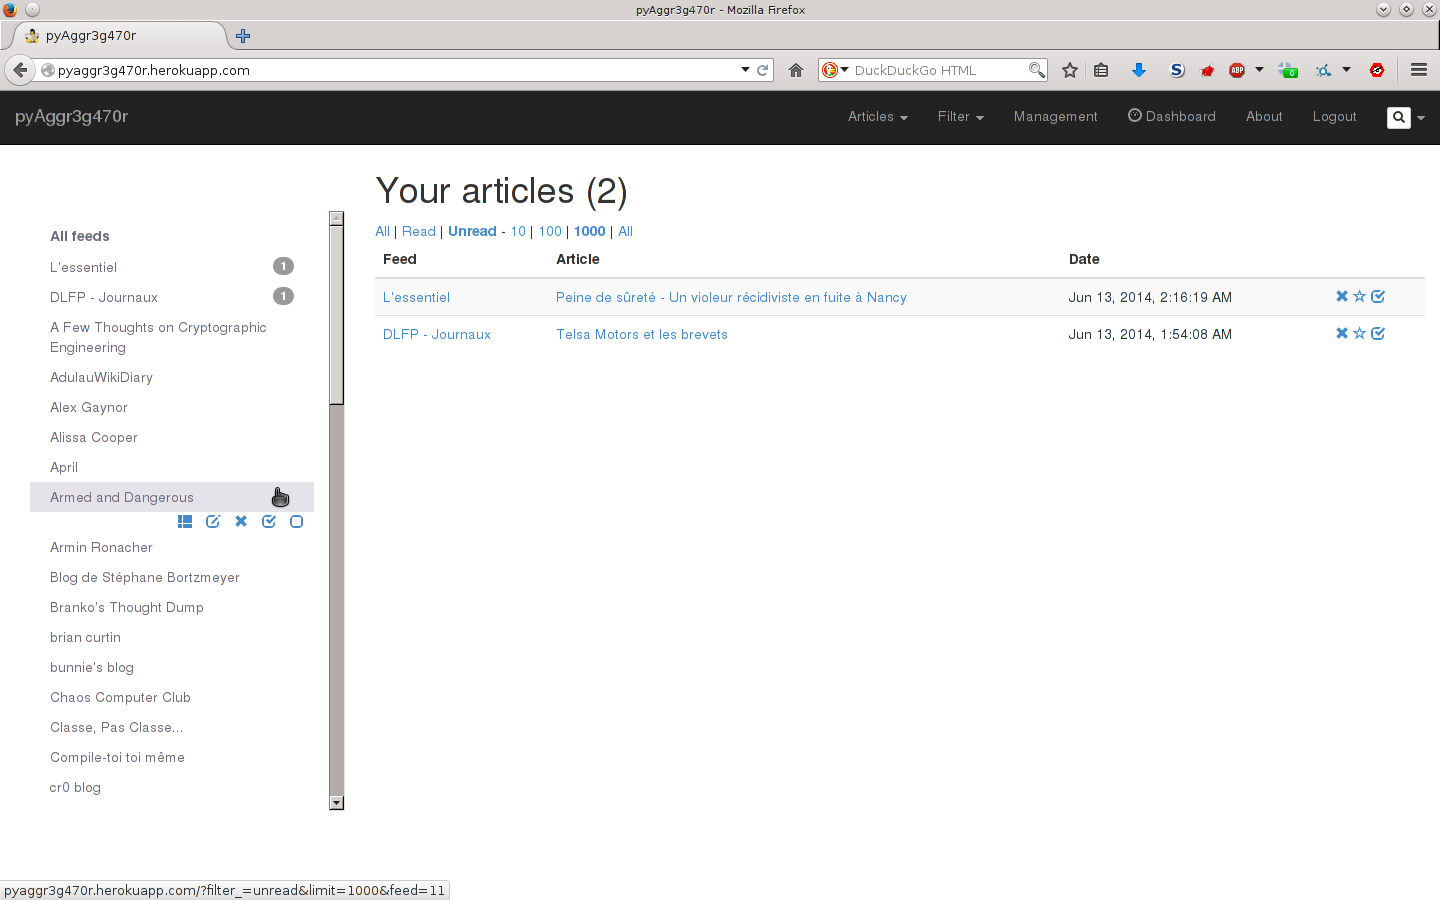 pyAggr3g470r - Mozilla Firefox
pyAggr3g470r
pyaggr3g470r.herokuapp.com
DuckDuckGo HTML
S
ABP
0
pyAggr3g470r
Articles
Filter
Management
Dashboard
About
Logout
Your articles (2)
All | Read | Unread - 10 | 100 | 1000 | All
All feeds
L'essentiel 1
DLFP - Journaux 1
A Few Thoughts on Cryptographic
Engineering
AdulauWikiDiary
Alex Gaynor
Alissa Cooper
April
Armed and Dangerous
Armin Ronacher
Blog de Stéphane Bortzmeyer
Branko's Thought Dump
brian curtin
bunnie's blog
Chaos Computer Club
Classe, Pas Classe...
Compile-toi toi même
cr0 blog
Feed Article Date
L'essentiel Peine de sûreté - Un violeur récidiviste en fuite à Nancy Jun 13, 2014, 2:16:19 AM
DLFP - Journaux Telsa Motors et les brevets Jun 13, 2014, 1:54:08 AM
pyaggr3g470r.herokuapp.com/?filter_=unread&limit=1000&feed=11